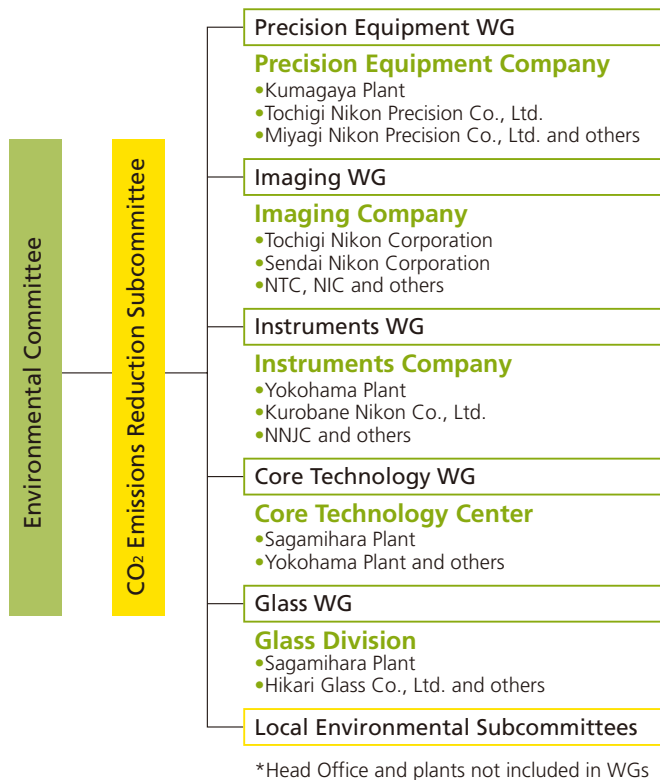 Environmental Committee
CO2 Emissions Reduction Subcommittee
Precision Equipment WG
Precision Equipment Company
•Kumagaya Plant
•Tochigi Nikon Precision Co., Ltd.
•Miyagi Nikon Precision Co., Ltd. and others
Imaging WG
Imaging Company
•Tochigi Nikon Corporation
•Sendai Nikon Corporation
•NTC, NIC and others
Instruments WG
Instruments Company
•Yokohama Plant
•Kurobane Nikon Co., Ltd.
•NNJC and others
Core Technology WG
Core Technology Center
•Sagamihara Plant
•Yokohama Plant and others
Glass WG
Glass Division
•Sagamihara Plant
•Hikari Glass Co., Ltd. and others
Local Environmental Subcommittees
*Head Office and plants not included in WGs